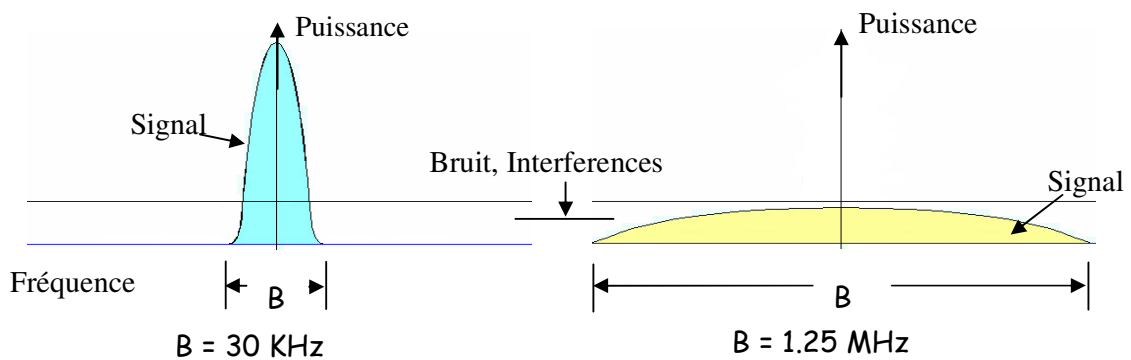 Puissance
Puissance
Signal
Bruit, Interferences
Signal
Fréquence
B
B
B = 30 KHz
B = 1.25 MHz